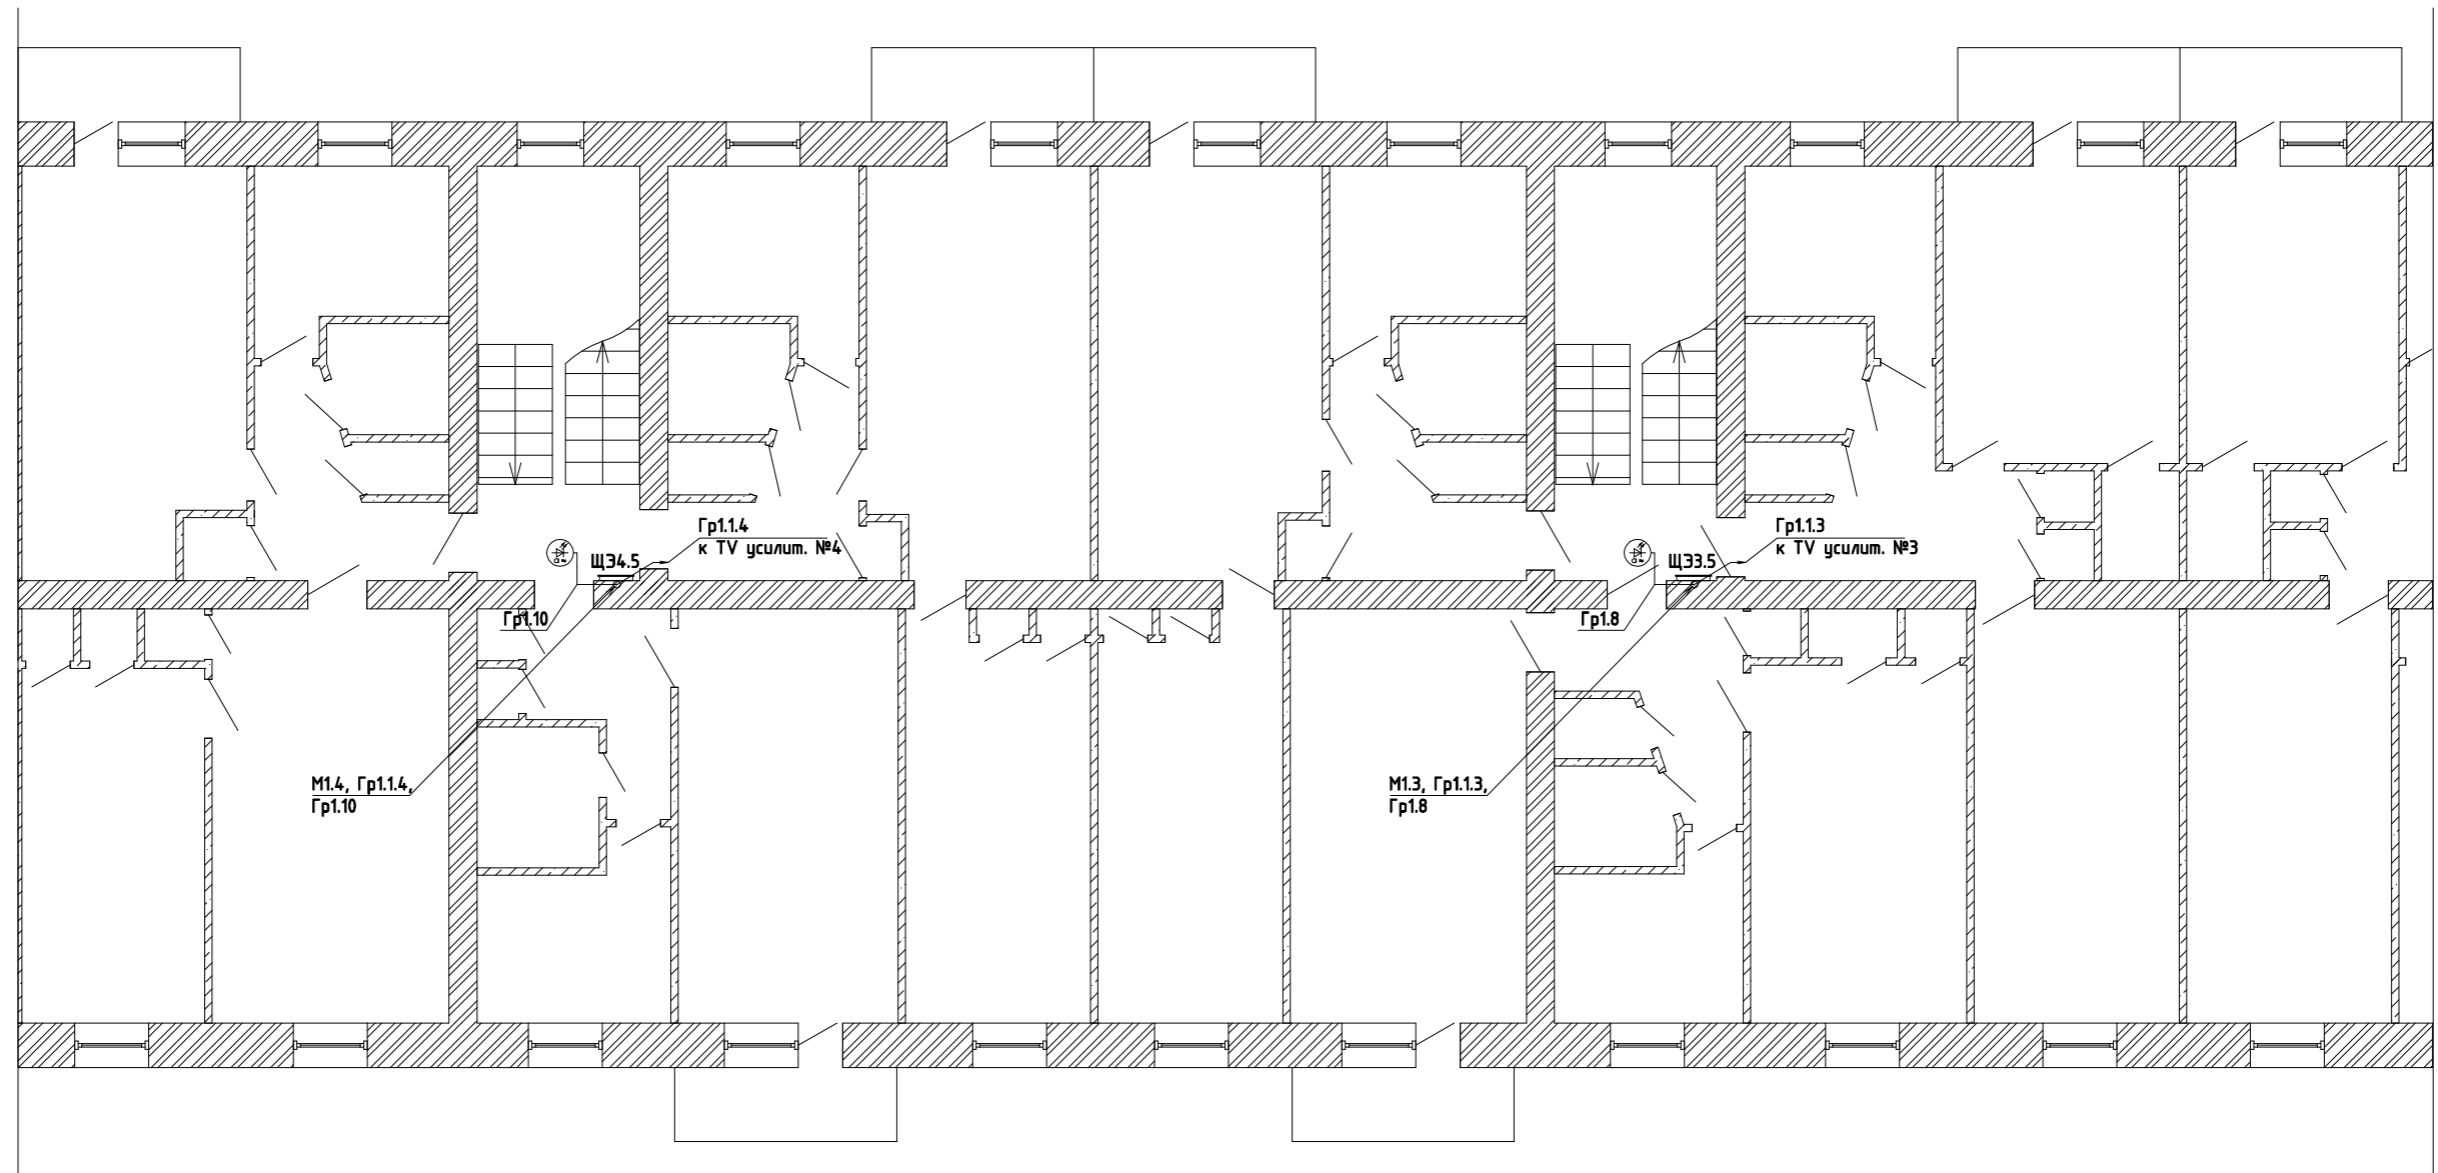 Гр1.1.4
к TV усилит. №4
ЩЭ4.5
Гр1.10
М1.4, Гр1.1.4,
Гр1.10
Гр1.1.3
к TV усилит. №3
ЩЭ3.5
Гр1.8
М1.3, Гр1.1.3,
Гр1.8